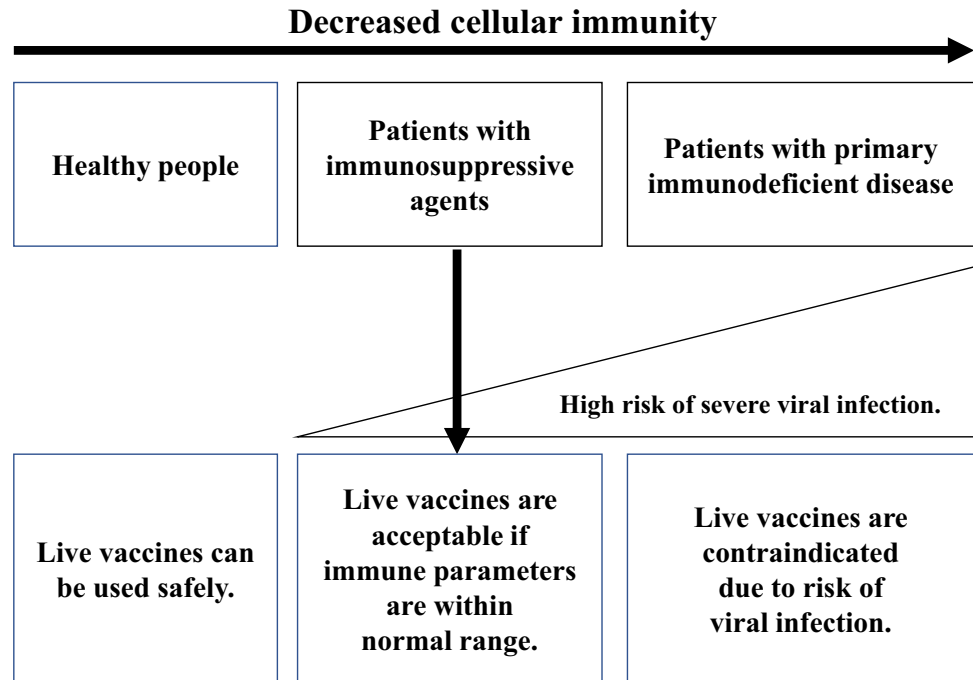 Decreased cellular immunity
Healthy people
Patients with
immunosuppressive
agents
Patients with primary
immunodeficient disease
High risk of severe viral infection.
Live vaccines can
be used safely.
Live vaccines are
acceptable if
immune parameters
are within
normal range.
Live vaccines are
contraindicated
due to risk of
viral infection.